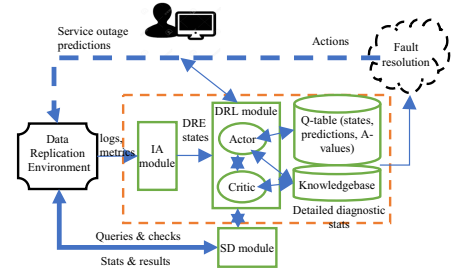 Service outage
predictions
Actions
Fault
resolution
DRL module
Q-table (states,
predictions, A-
values)
DRE
states
logs,
metrics
Actor
Data
Replication
Environment
IA
module
Critic
Knowledgebase
Detailed diagnostic
stats
Queries & checks
SD module
Stats & results